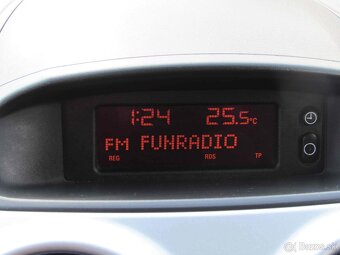 1:24 25.5°C
FM FUNRADIO
REG RDS TP